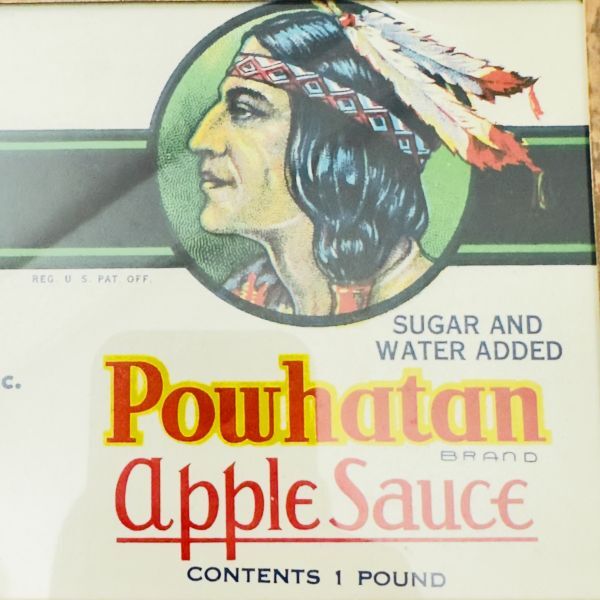 REG. U. S. PAT. OFF.
SUGAR AND
WATER ADDED
c.
Powhatan
BRAND
apple Sauce
CONTENTS 1 POUND